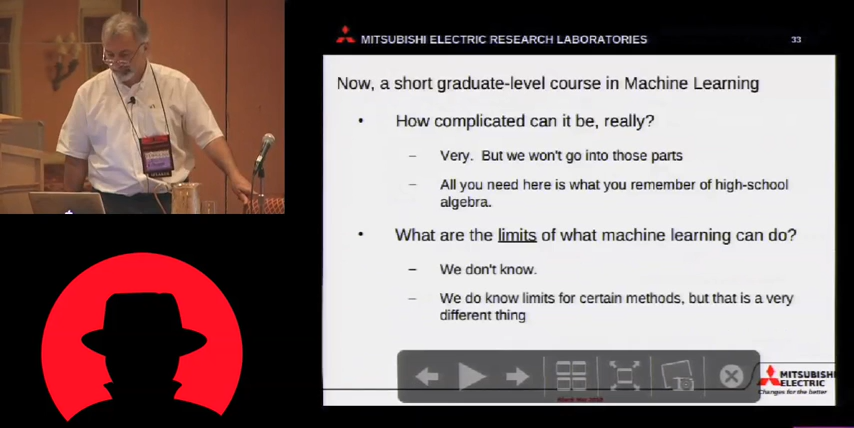 MITSUBISHI ELECTRIC RESEARCH LABORATORIES
33
Now, a short graduate-level course in Machine Learning
• How complicated can it be, really?
– Very. But we won't go into those parts
– All you need here is what you remember of high-school
algebra.
• What are the limits of what machine learning can do?
– We don't know.
– We do know limits for certain methods, but that is a very
different thing
MITSUBISHI
ELECTRIC
Changes for the better